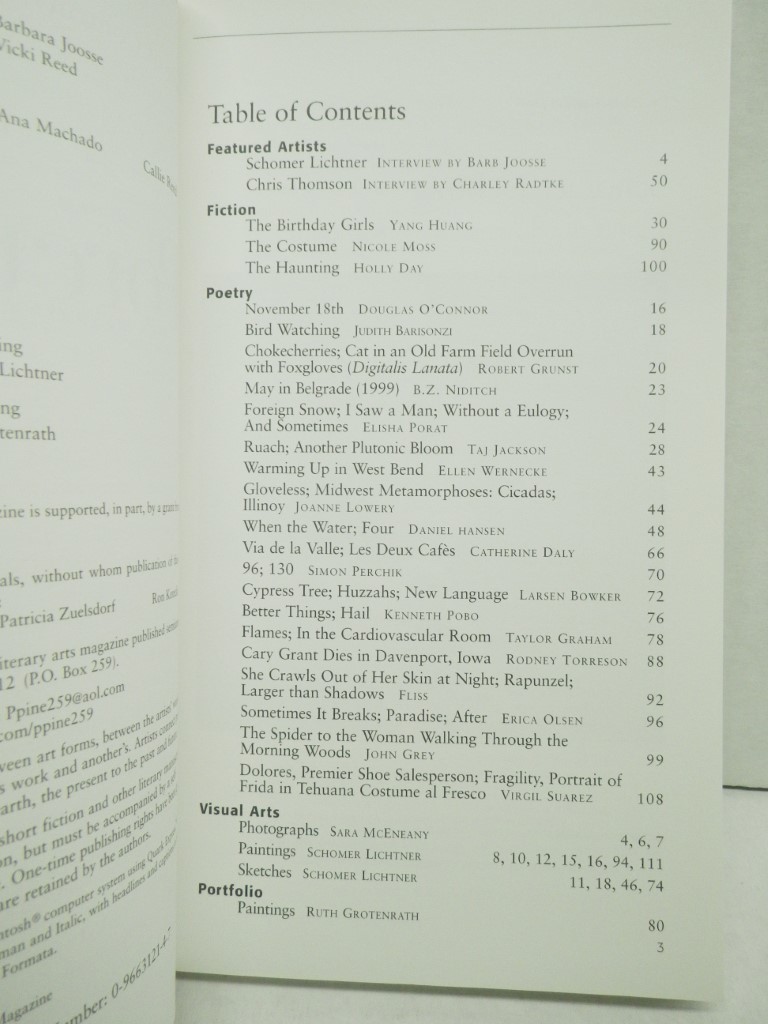 Barbara Joosse
Vicki Reed
Ana Machado
Callie
ing
Lichtner
ng
tenrath
zine is supported, in part, by a
als, without whom publication of the
Patricia Zuelsdorf Ron
iterary arts magazine published
12 (P.O. Box 259).
Ppine259@aol.com
com/ppine259
ween art forms, between the artist
s work and another's. Artists connect
earth, the present to the past and
short fiction and other literary
on, but must be accompanied by a
. One-time publishing rights have
are retained by the authors.
ntosh® computer system using Quark
man and Italic, with headlines and
Formata.
Magazine
mber: 0-9663121-4-7
Table of Contents
Featured Artists
Schomer Lichtner INTERVIEW BY BARB JOOSSE 4
Chris Thomson INTERVIEW BY CHARLEY RADTKE 50
Fiction
The Birthday Girls YANG HUANG 30
The Costume NICOLE MOSS 90
The Haunting HOLLY DAY 100
Poetry
November 18th DOUGLAS O'CONNOR 16
Bird Watching JUDITH BARISONZI 18
Chokecherries; Cat in an Old Farm Field Overrun
with Foxgloves (Digitalis Lanata) ROBERT GRUNST 20
May in Belgrade (1999) B.Z. NIDITCH 23
Foreign Snow; I Saw a Man; Without a Eulogy;
And Sometimes ELISHA PORAT 24
Ruach; Another Plutonic Bloom TAJ JACKSON 28
Warming Up in West Bend ELLEN WERNECKE 43
Gloveless; Midwest Metamorphoses: Cicadas;
Illinoy JOANNE LOWERY 44
When the Water; Four DANIEL HANSEN 48
Via de la Valle; Les Deux Cafès CATHERINE DALY 66
96; 130 SIMON PERCHIK 70
Cypress Tree; Huzzahs; New Language LARSEN BOWKER 72
Better Things; Hail KENNETH POBO 76
Flames; In the Cardiovascular Room TAYLOR GRAHAM 78
Cary Grant Dies in Davenport, Iowa RODNEY TORRESON 88
She Crawls Out of Her Skin at Night; Rapunzel;
Larger than Shadows FLISS 92
Sometimes It Breaks; Paradise; After ERICA OLSEN 96
The Spider to the Woman Walking Through the
Morning Woods JOHN GREY 99
Dolores, Premier Shoe Salesperson; Fragility, Portrait of
Frida in Tehuana Costume al Fresco VIRGIL SUAREZ 108
Visual Arts
Photographs SARA MCENEANY 4, 6, 7
Paintings SCHOMER LICHTNER 8, 10, 12, 15, 16, 94, 111
Sketches SCHOMER LICHTNER 11, 18, 46, 74
Portfolio
Paintings RUTH GROTENRATH 80
3